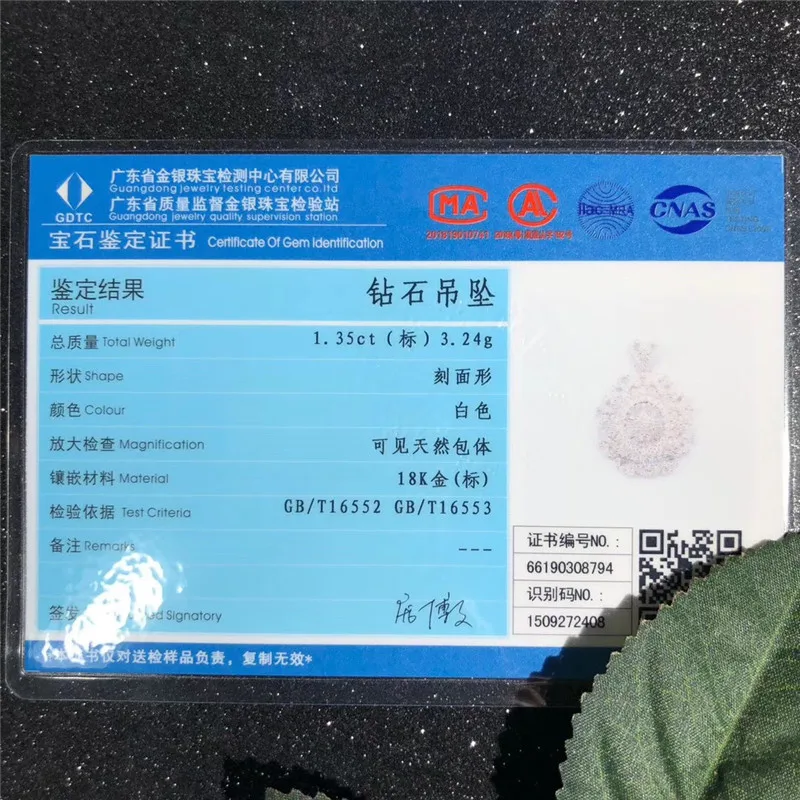 广东省金银珠宝检测中心有限公司
Guangdong jewelry testing center co.ltd
广东省质量监督金银珠宝检验站
Guangdong jewelry quality supervision station
GDTC
宝石鉴定证书 Certificate Of Gem Identification
MA
AL
ilac-MRA
CNAS
201819010741
鉴定结果 钻石吊坠
Result
总质量 Total Weight 1.35ct(标)3.24g
形状 Shape 刻面形
颜色 Colour 白色
放大检查 Magnification 可见天然包体
镶嵌材料 Material 18K金(标)
检验依据 Test Criteria GB/T16552 GB/T16553
备注 Remarks ---
签发 Signatory
证书编号NO.:
66190308794
识别码NO.:
1509272408
书仅对送检样品负责，复制无效*